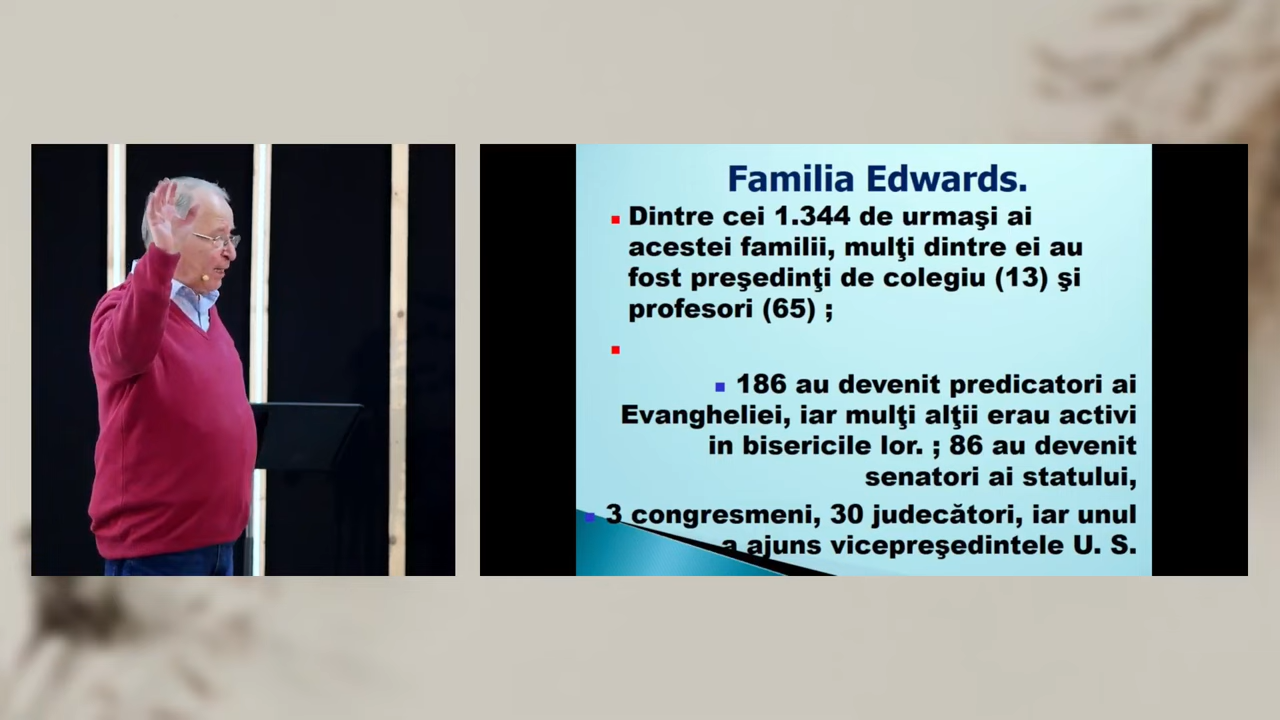 Familia Edwards.
Dintre cei 1.344 de urmaşi ai
acestei familii, mulţi dintre ei au
fost preşedinţi de colegiu (13) şi
profesori (65) ;
186 au devenit predicatori ai
Evangheliei, iar mulţi alţii erau activi
in bisericile lor. ; 86 au devenit
senatori ai statului,
3 congresmeni, 30 judecători, iar unul
a ajuns vicepreşedintele U. S.